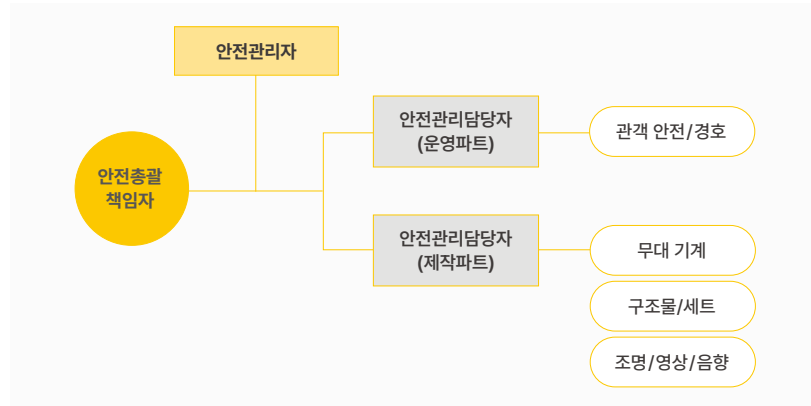 안전관리자
안전총괄
책임자
안전관리담당자
(운영파트)
관객 안전/경호
안전관리담당자
(제작파트)
무대 기계
구조물/세트
조명/영상/음향